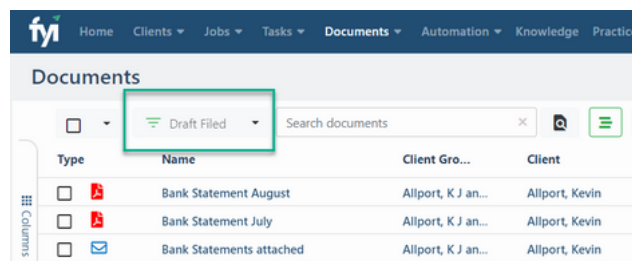 fyi Home Clients Jobs Tasks Documents Automation Knowledge
Documents
Draft Filed Search documents
Type Name Client Gro... Client
Bank Statement August Allport, K J an... Allport, Kevin
Bank Statement July Allport, K J an... Allport, Kevin
Bank Statements attached Allport, K J an... Allport, Kevin
Columns